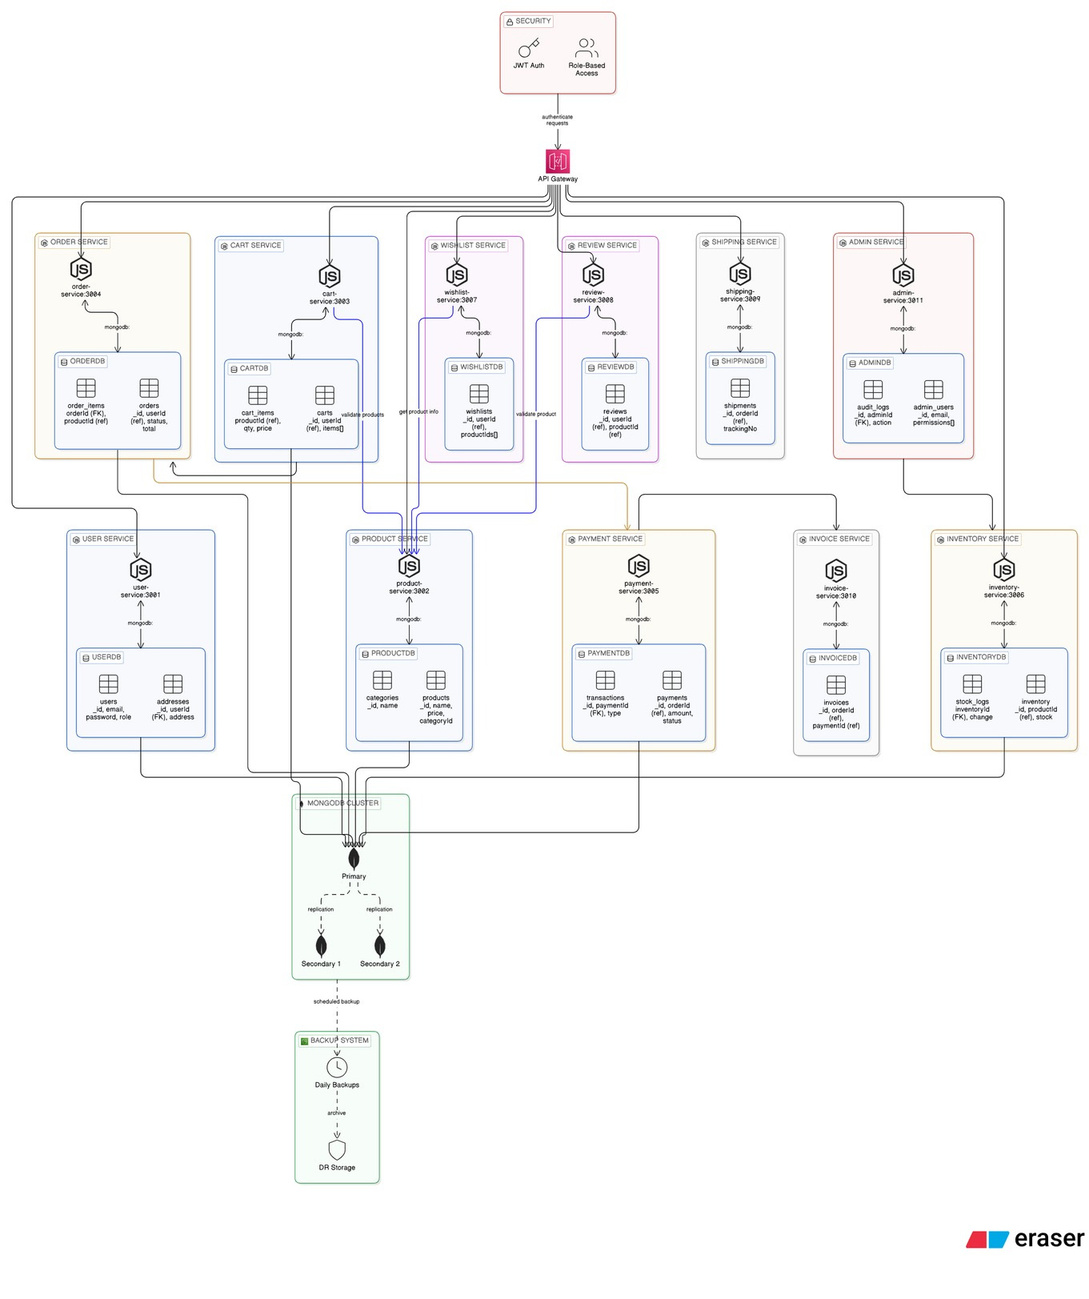 SECURITY
JWT Auth
Role-Based
Access
authenticate
requests
API Gateway
ORDER SERVICE
order-
service:3004
mongodb:
ORDERDB
order_items
orderId (FK),
productId (ref)
orders
_id, userId
(ref), status,
total
CART SERVICE
cart-
service:3003
mongodb:
CARTDB
cart_items
productId (ref),
qty, price
carts
_id, userId
(ref), items[]
validate products
WISHLIST SERVICE
wishlist-
service:3007
mongodb:
WISHLISTDB
wishlists
_id, userId
(ref),
productIds[]
get product info
REVIEW SERVICE
review-
service:3008
mongodb:
REVIEWDB
reviews
_id, userId
(ref), productId
(ref)
validate product
SHIPPING SERVICE
shipping-
service:3009
mongodb:
SHIPPINGDB
shipments
_id, orderId
(ref),
trackingNo
ADMIN SERVICE
admin-
service:3011
mongodb:
ADMINDB
audit_logs
_id, adminId
(FK), action
admin_users
_id, email,
permissions[]
USER SERVICE
user-
service:3001
mongodb:
USERDB
users
_id, email,
password, role
addresses
_id, userId
(FK), address
PRODUCT SERVICE
product-
service:3002
mongodb:
PRODUCTDB
categories
_id, name
products
_id, name,
price,
categoryId
PAYMENT SERVICE
payment-
service:3005
mongodb:
PAYMENTDB
transactions
_id, paymentId
(FK), type
payments
_id, orderId
(ref), amount,
status
INVOICE SERVICE
invoice-
service:3010
mongodb:
INVOICEDB
invoices
_id, orderId
(ref),
paymentId (ref)
INVENTORY SERVICE
inventory-
service:3006
mongodb:
INVENTORYDB
stock_logs
inventoryId
(FK), change
inventory
_id, productId
(ref), stock
MONGODB CLUSTER
Primary
replication
replication
Secondary 1
Secondary 2
scheduled backup
BACKUP SYSTEM
Daily Backups
archive
DR Storage
eraser